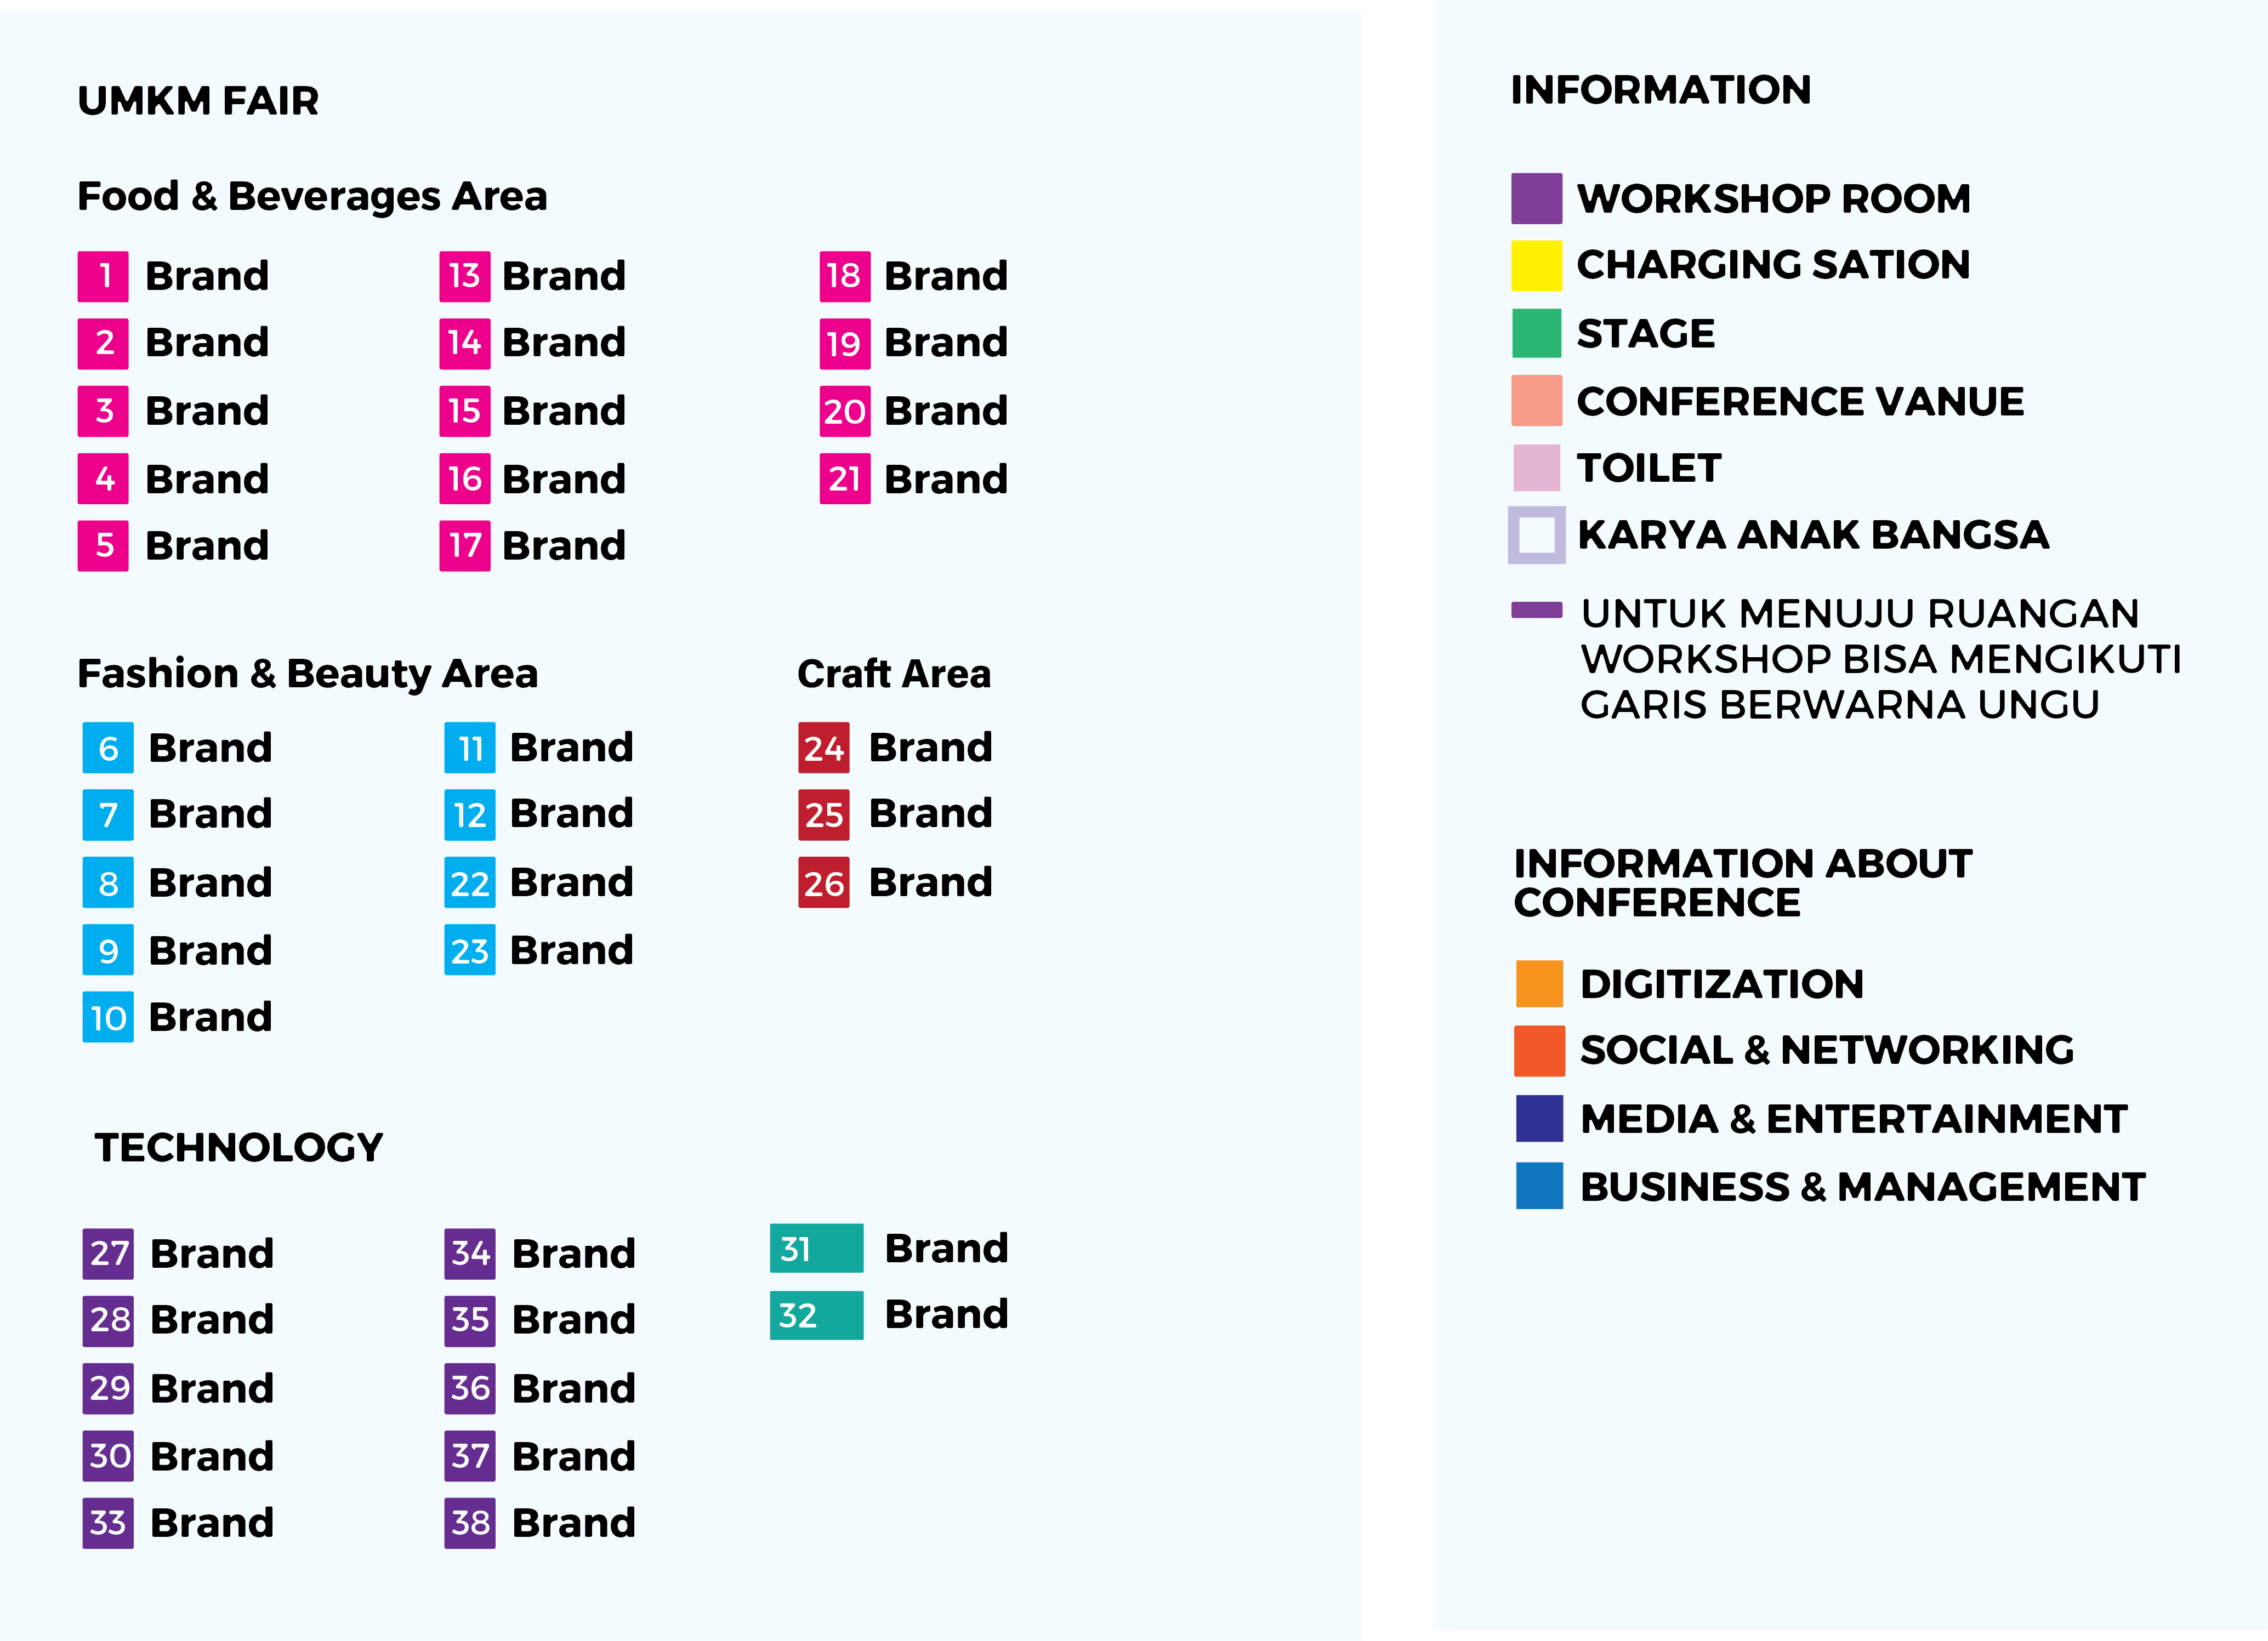 UMKM FAIR
Food & Beverages Area
1 Brand
2 Brand
3 Brand
4 Brand
5 Brand
13 Brand
14 Brand
15 Brand
16 Brand
17 Brand
18 Brand
19 Brand
20 Brand
21 Brand
Fashion & Beauty Area
6 Brand
7 Brand
8 Brand
9 Brand
10 Brand
11 Brand
12 Brand
22 Brand
23 Brand
Craft Area
24 Brand
25 Brand
26 Brand
TECHNOLOGY
27 Brand
28 Brand
29 Brand
30 Brand
33 Brand
34 Brand
35 Brand
36 Brand
37 Brand
38 Brand
31 Brand
32 Brand
INFORMATION
WORKSHOP ROOM
CHARGING SATION
STAGE
CONFERENCE VANUE
TOILET
KARYA ANAK BANGSA
UNTUK MENUJU RUANGAN
WORKSHOP BISA MENGIKUTI
GARIS BERWARNA UNGU
INFORMATION ABOUT
CONFERENCE
DIGITIZATION
SOCIAL & NETWORKING
MEDIA & ENTERTAINMENT
BUSINESS & MANAGEMENT